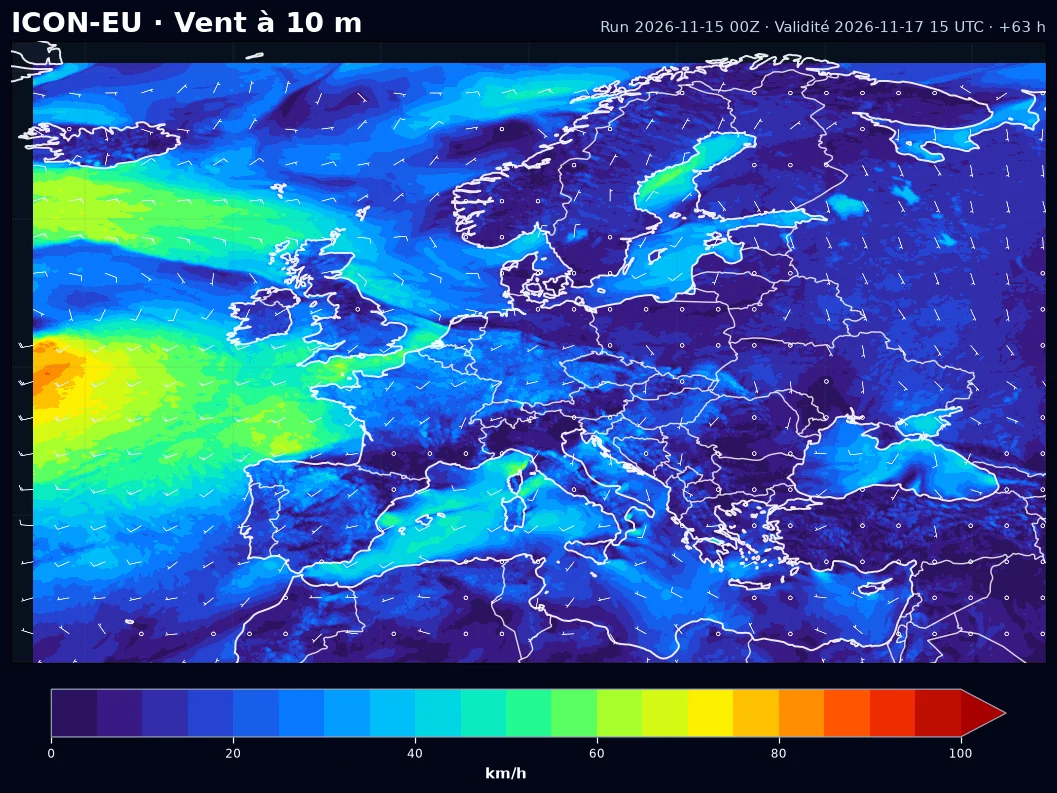 ICON-EU · Vent à 10 m
Run 2026-11-15 00Z · Validité 2026-11-17 15 UTC · +63 h
0 20 40 60 80 100
km/h